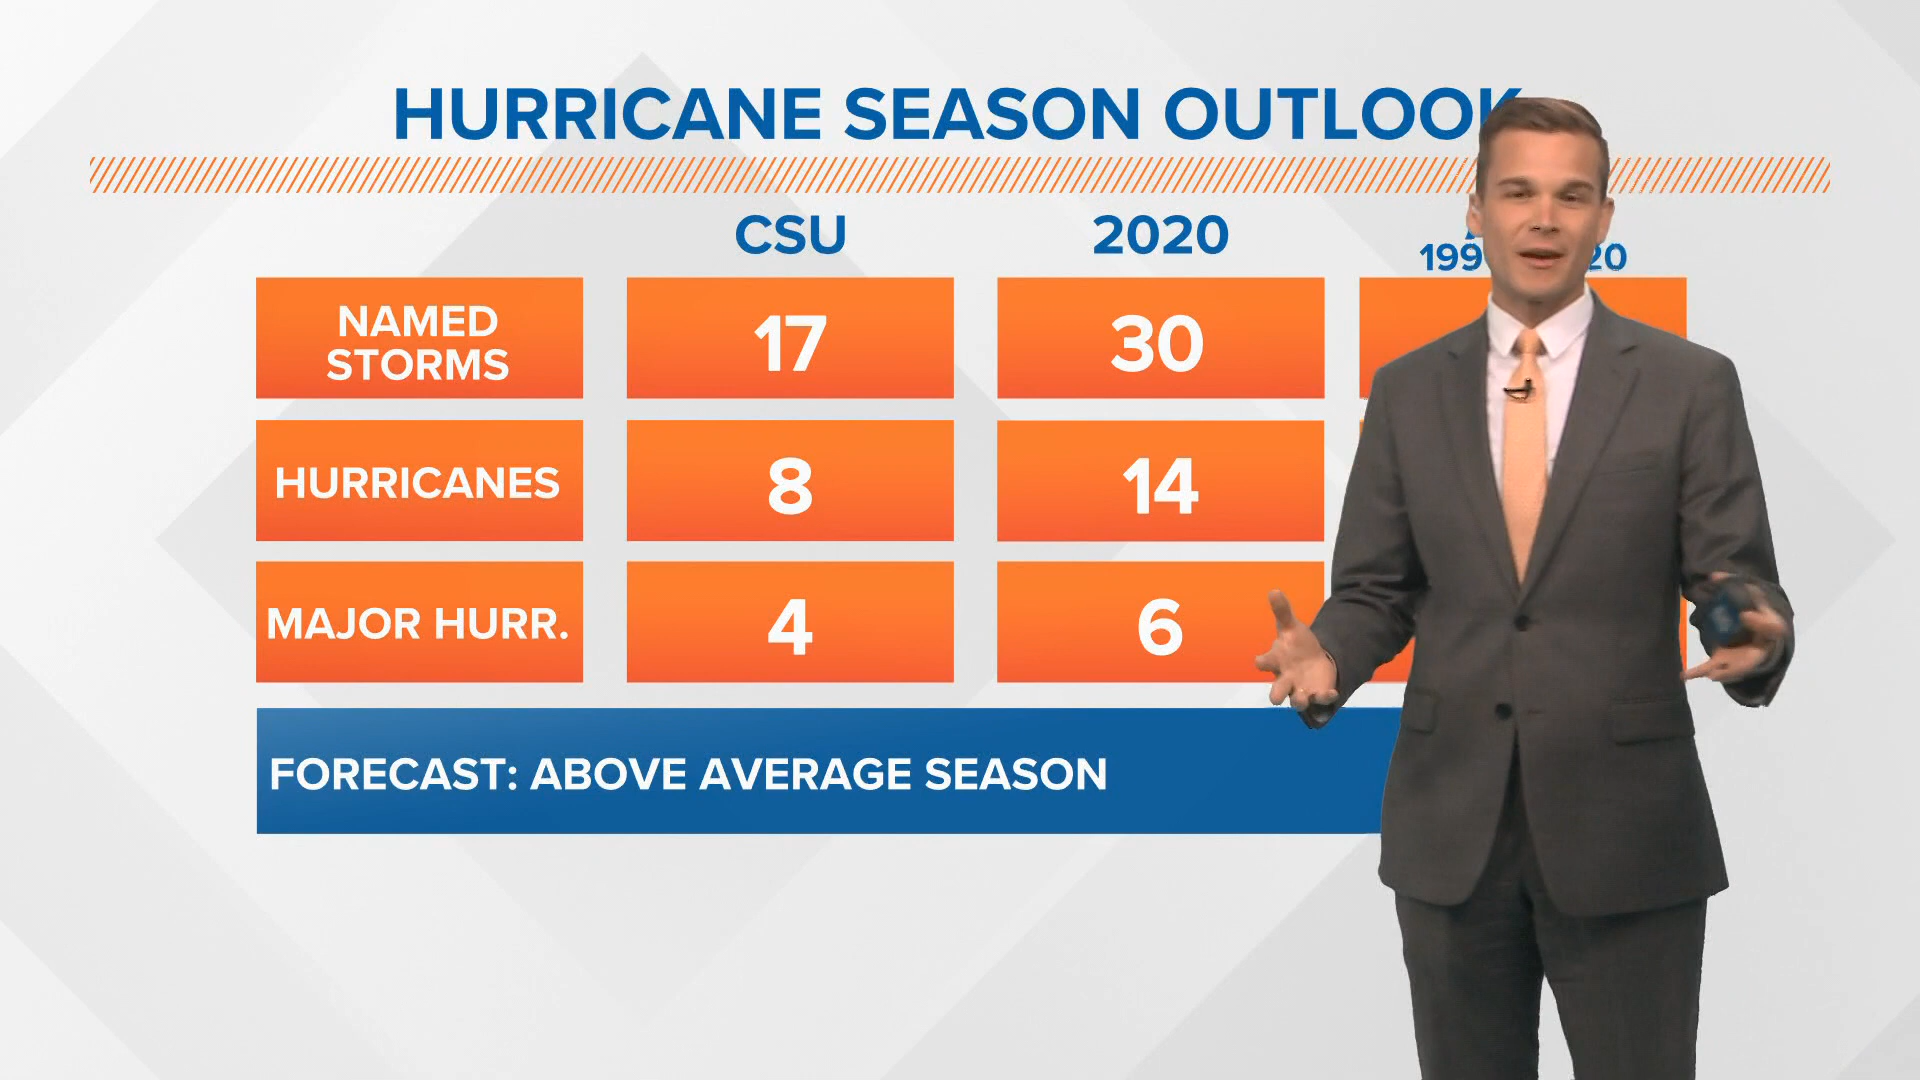 HURRICANE SEASON OUTLOOK
CSU 2020
NAMED
STORMS 17 30
HURRICANES 8 14
MAJOR HURR. 4 6
FORECAST: ABOVE AVERAGE SEASON